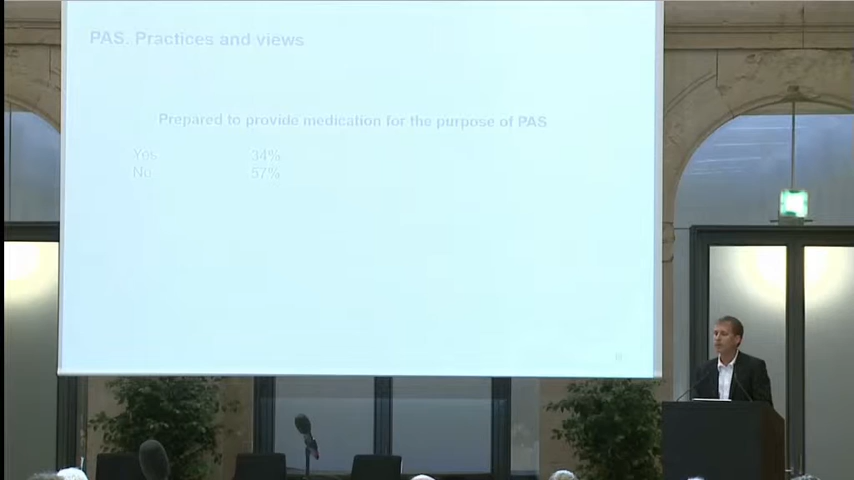 PAS. Practices and views
Prepared to provide medication for the purpose of PAS
Yes 34%
No 57%